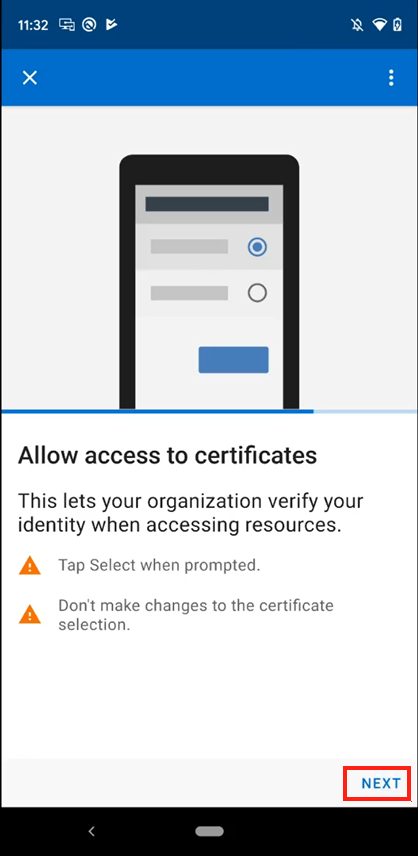 11:32
Allow access to certificates
This lets your organization verify your
identity when accessing resources.
Tap Select when prompted.
Don't make changes to the certificate
selection.
NEXT